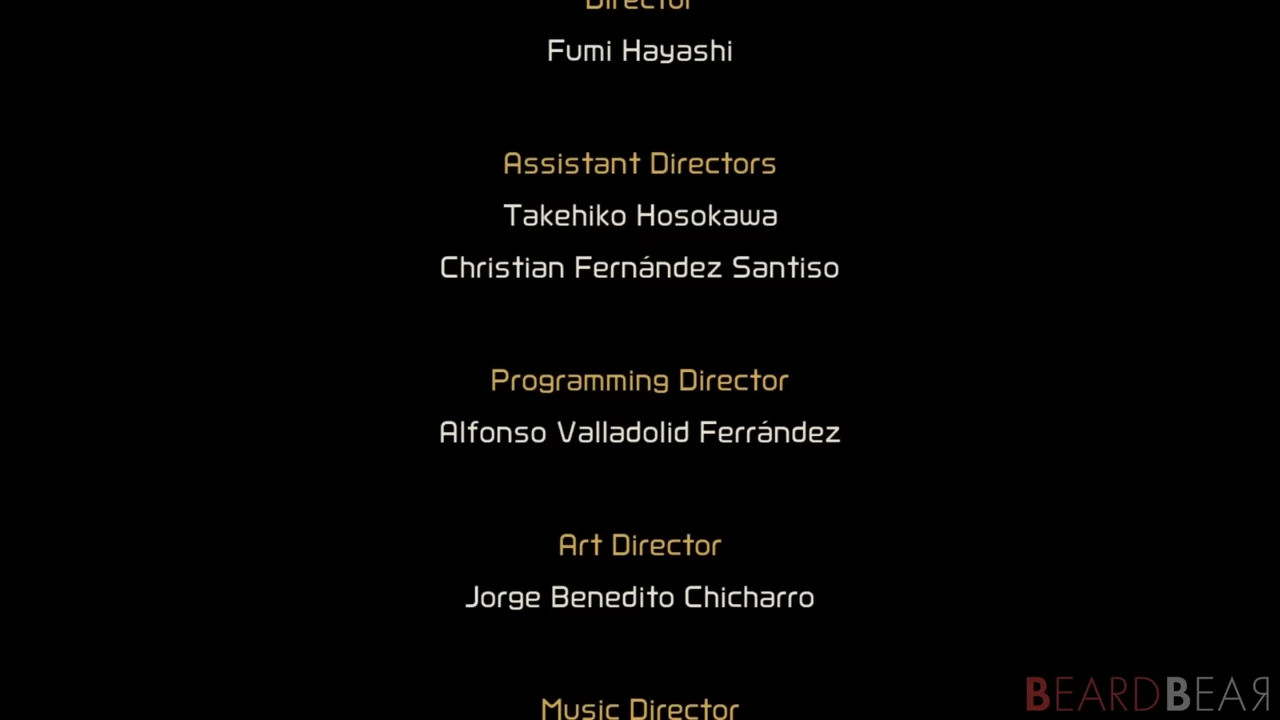 Director
Fumi Hayashi
Assistant Directors
Takehiko Hosokawa
Christian Fernández Santiso
Programming Director
Alfonso Valladolid Ferrández
Art Director
Jorge Benedito Chicharro
Music Director
BEARDBEAR